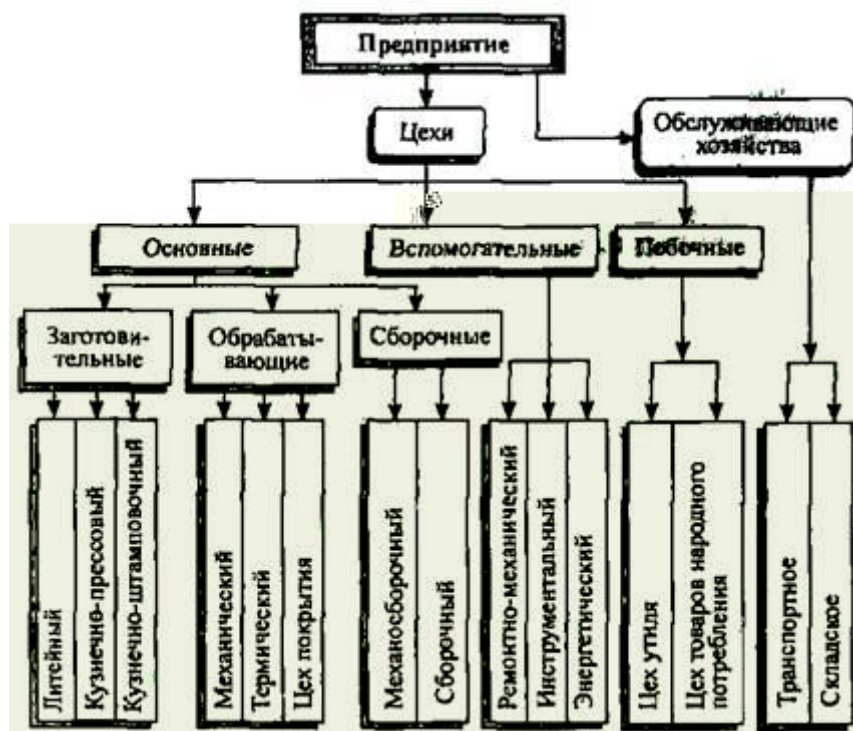 Предприятие
Цехи
Обслуживающие
хозяйства
Основные
Вспомогательные
Побочные
Заготови-
тельные
Обрабаты-
вающие
Сборочные
Литейный
Кузнечно-прессовый
Кузнечно-штамповочный
Механический
Термический
Цех покрытия
Механосборочный
Сборочный
Ремонтно-механический
Инструментальный
Энергетический
Цех утиля
Цех товаров народного
потребления
Транспортное
Складское